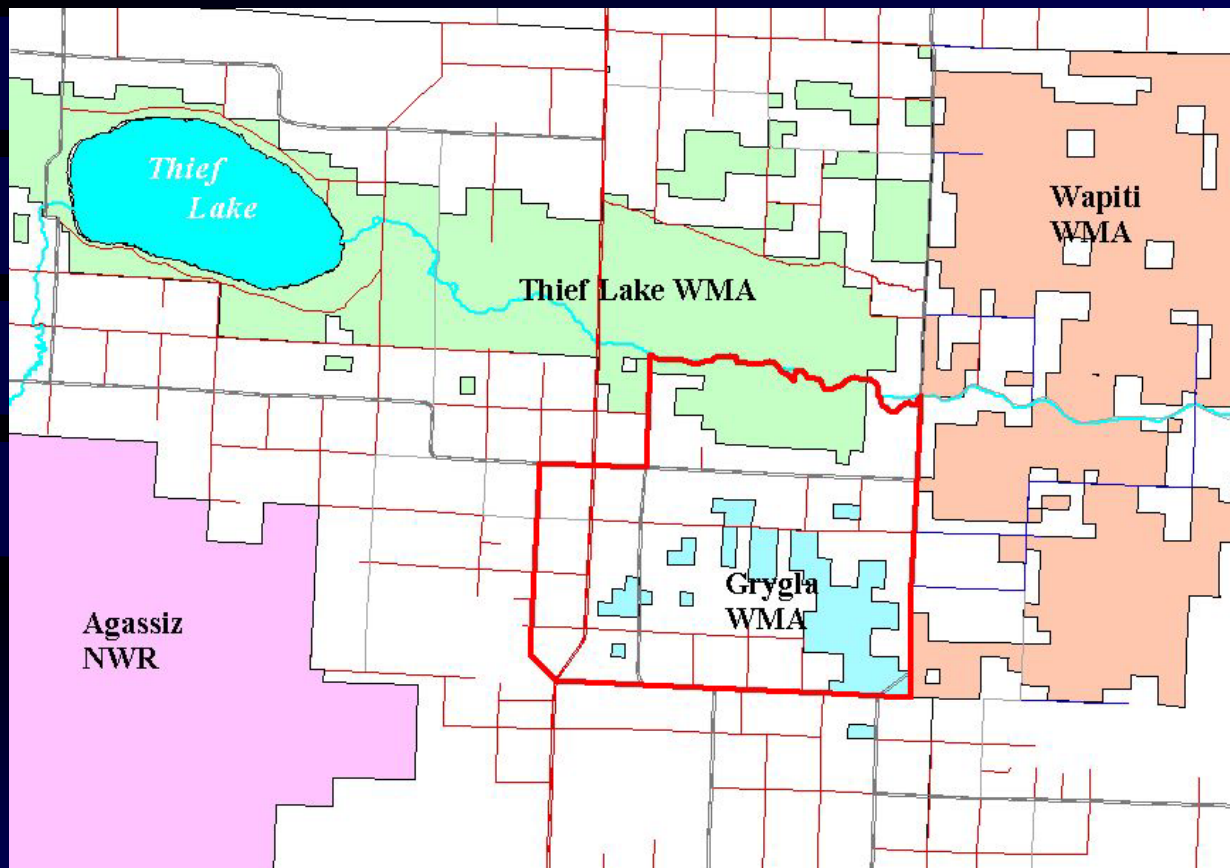 Thief
Lake
Wapiti
WMA
Thief Lake WMA
Grygla
WMA
Agassiz
NWR